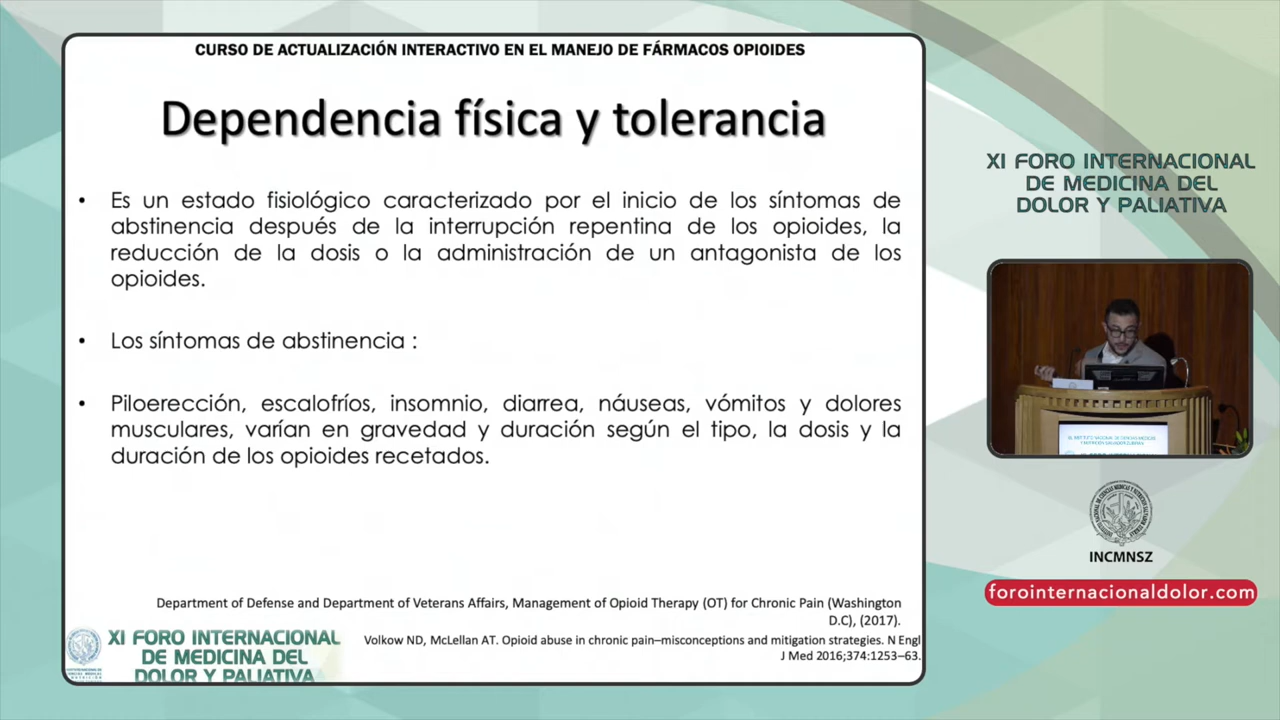 CURSO DE ACTUALIZACIÓN INTERACTIVO EN EL MANEJO DE FÁRMACOS OPIOIDES
Dependencia física y tolerancia
• Es un estado fisiológico caracterizado por el inicio de los síntomas de
abstinencia después de la interrupción repentina de los opioides, la
reducción de la dosis o la administración de un antagonista de los
opioides.
• Los síntomas de abstinencia :
• Piloerección, escalofríos, insomnio, diarrea, náuseas, vómitos y dolores
musculares, varían en gravedad y duración según el tipo, la dosis y la
duración de los opioides recetados.
Department of Defense and Department of Veterans Affairs, Management of Opioid Therapy (OT) for Chronic Pain (Washington
D.C), (2017).
Volkow ND, McLellan AT. Opioid abuse in chronic pain—misconceptions and mitigation strategies. N Engl
J Med 2016;374:1253–63.
XI FORO INTERNACIONAL
DE MEDICINA DEL
DOLOR Y PALIATIVA
XI FORO INTERNACIONAL
DE MEDICINA DEL
DOLOR Y PALIATIVA
INCMNSZ
forointernacionaldolor.com